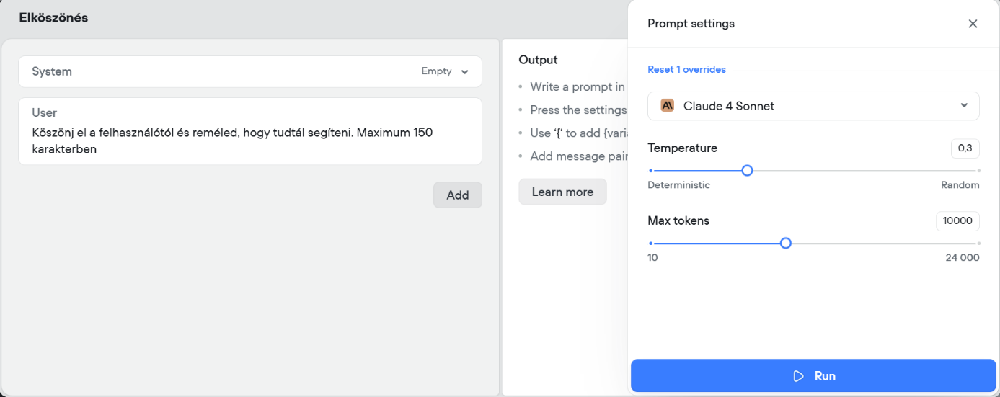 Elköszönés
System
Empty
User
Köszönj el a felhasználótól és reméled, hogy tudtál segíteni. Maximum 150
karakterben
Add
Output
Write a prompt in
Press the settings
Use ‘{‘ to add {varia
Add message pair
Learn more
Prompt settings
Reset 1 overrides
A\ Claude 4 Sonnet
Temperature
0,3
Deterministic
Random
Max tokens
10000
10
24 000
Run